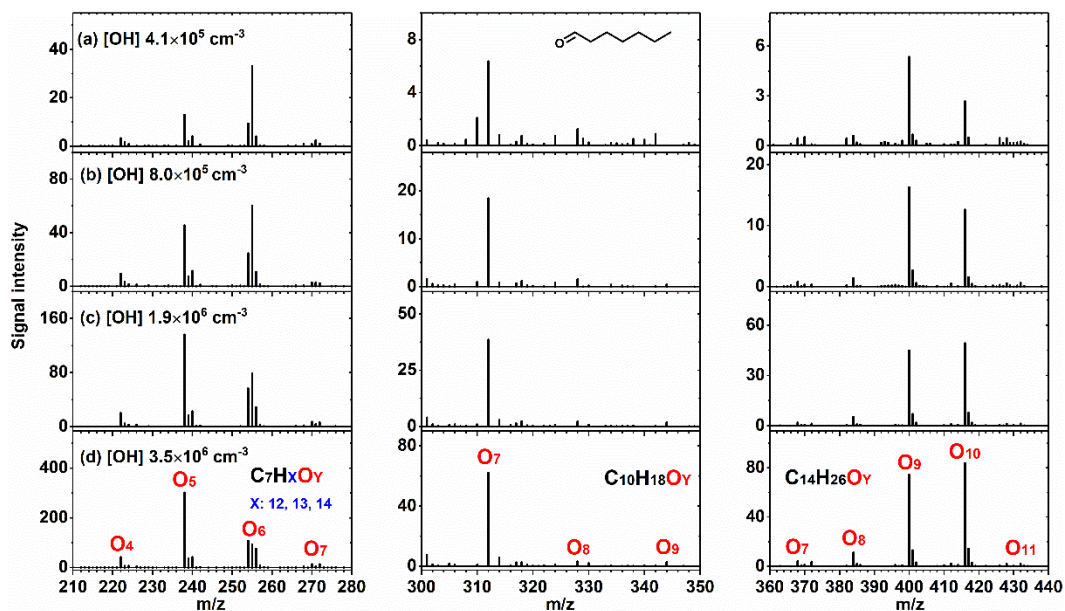 (a) [OH] 4.1×10⁵ cm⁻³
40
20
0
O
8
4
0
6
3
0
(b) [OH] 8.0×10⁵ cm⁻³
80
40
0
20
10
0
20
10
0
Signal intensity
(c) [OH] 1.9×10⁶ cm⁻³
160
80
0
50
25
0
60
30
0
(d) [OH] 3.5×10⁶ cm⁻³
400
200
0
O₄
O₅
C₇HₓOᵧ
X: 12, 13, 14
O₆
O₇
80
40
0
O₇
C₁₀H₁₈Oᵧ
O₈
O₉
80
40
0
C₁₄H₂₆Oᵧ
O₇
O₈
O₉
O₁₀
O₁₁
210 220 230 240 250 260 270 280
m/z
300 310 320 330 340 350
m/z
360 370 380 390 400 410 420 430 440
m/z